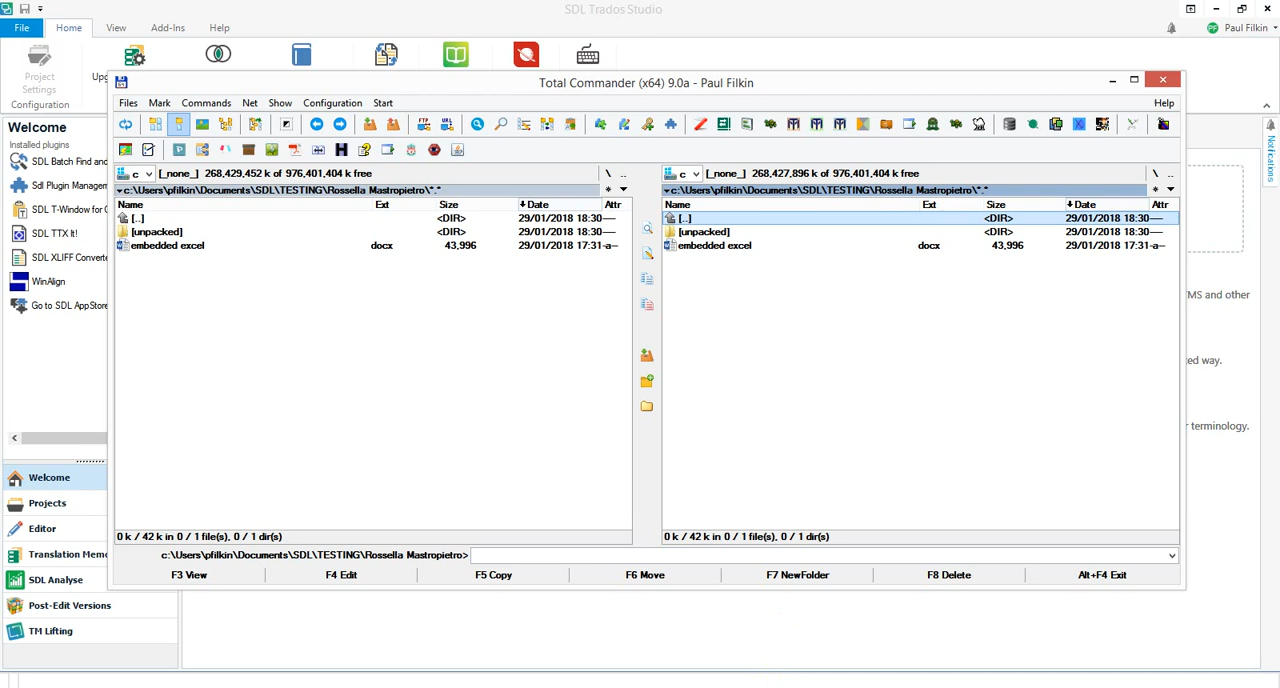 SDL Trados Studio
File Home View Add-Ins Help
Paul Filkin
Project
Settings
Configuration
Total Commander (x64) 9.0a - Paul Filkin
Files Mark Commands Net Show Configuration Start Help
Welcome
Installed plugins
SDL Batch Find and
Sdl Plugin Managem
SDL T-Window for C
SDL TTX It!
SDL XLIFF Converte
WinAlign
Go to SDL AppStore
c [_none_] 268,429,452 k of 976,401,404 k free \ ..
c:\Users\pfilkin\Documents\SDL\TESTING\Rossella Mastropietro\*.* *
Name Ext Size Date Attr
[..] <DIR> 29/01/2018 18:30 ----
[unpacked] <DIR> 29/01/2018 18:30 ----
embedded excel docx 43,996 29/01/2018 17:31 -a--
0 k / 42 k in 0 / 1 file(s), 0 / 1 dir(s)
c [_none_] 268,427,896 k of 976,401,404 k free \ ..
c:\Users\pfilkin\Documents\SDL\TESTING\Rossella Mastropietro\*.* *
Name Ext Size Date Attr
[..] <DIR> 29/01/2018 18:30 ----
[unpacked] <DIR> 29/01/2018 18:30 ----
embedded excel docx 43,996 29/01/2018 17:31 -a--
0 k / 42 k in 0 / 1 file(s), 0 / 1 dir(s)
c:\Users\pfilkin\Documents\SDL\TESTING\Rossella Mastropietro>
F3 View F4 Edit F5 Copy F6 Move F7 NewFolder F8 Delete Alt+F4 Exit
Welcome
Projects
Editor
Translation Memo
SDL Analyse
Post-Edit Versions
TM Lifting
Notifications
TMS and other
ted way.
r terminology.